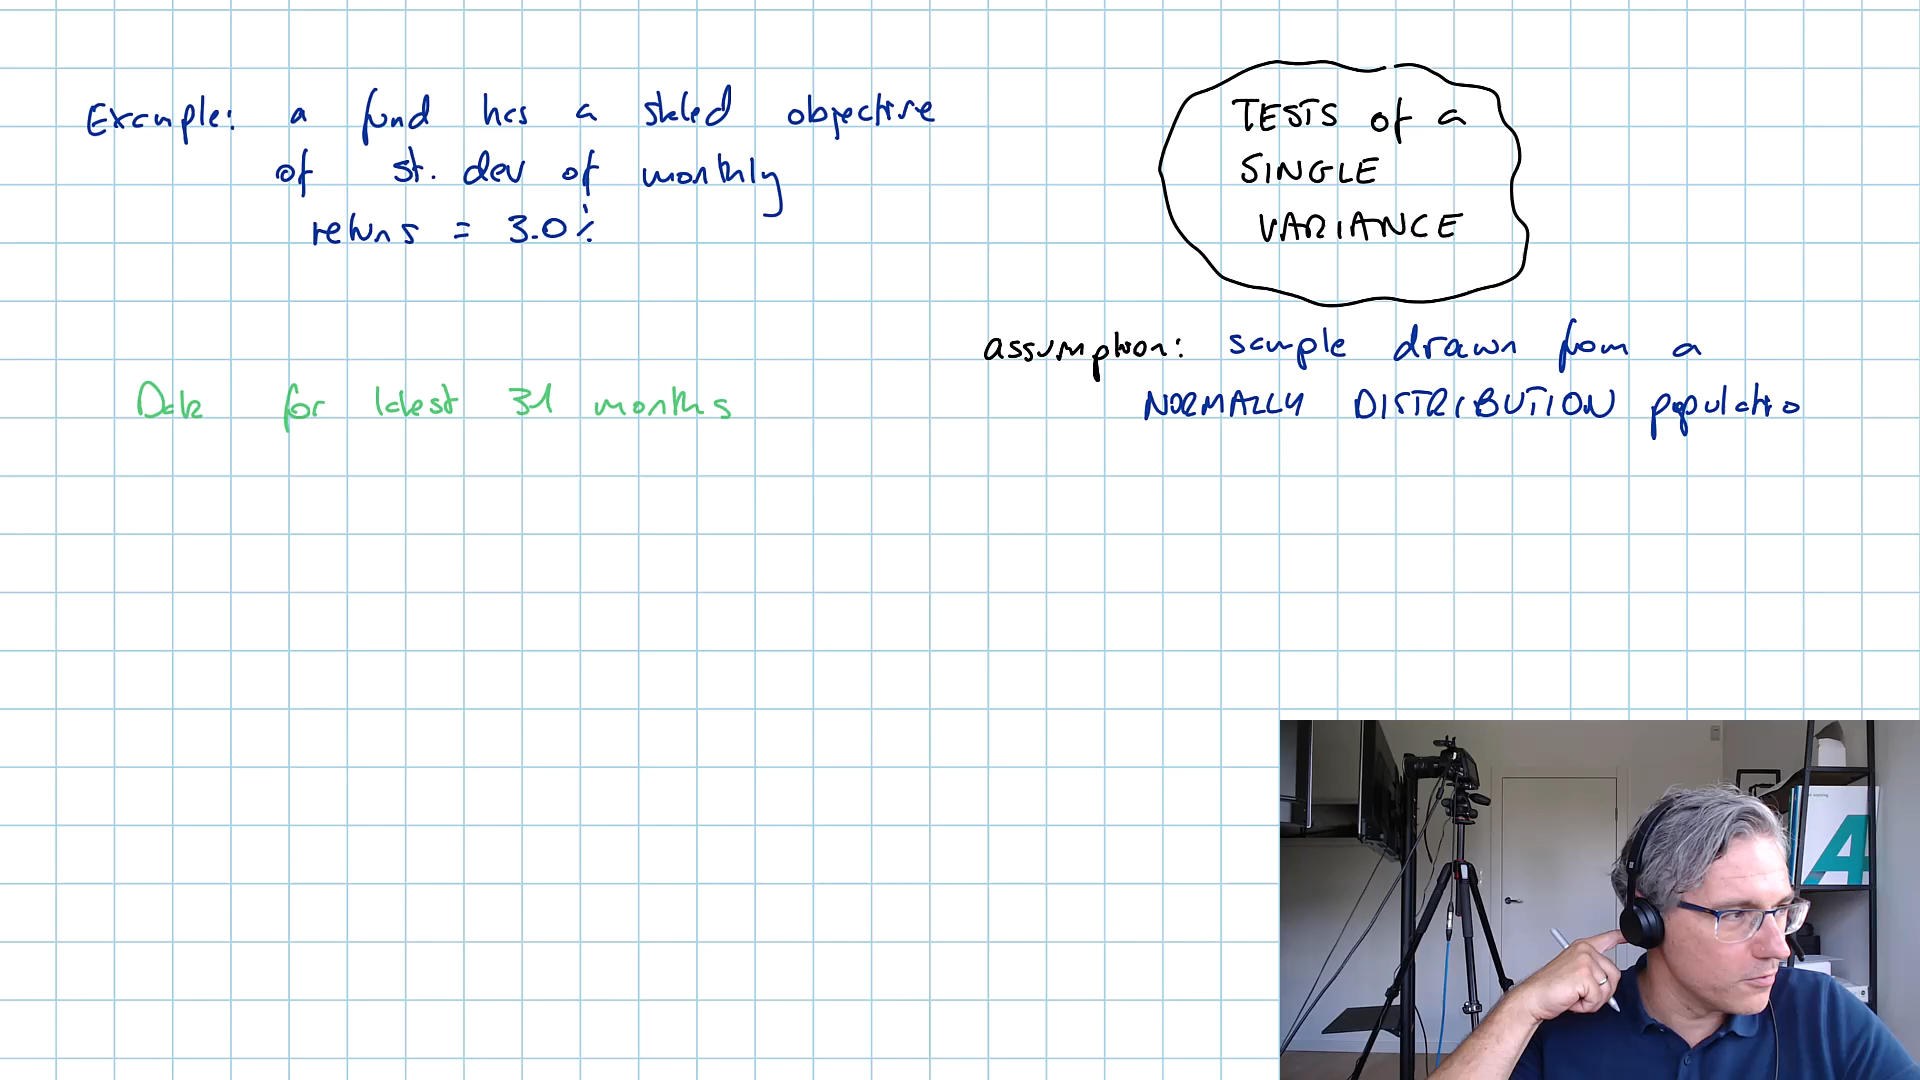 Example: a fund has a stated objective
of st. dev of monthly
returns = 3.0%
Data for latest 31 months
TESTS of a
SINGLE
VARIANCE
assumption: sample drawn from a
NORMALLY DISTRIBUTION populatio